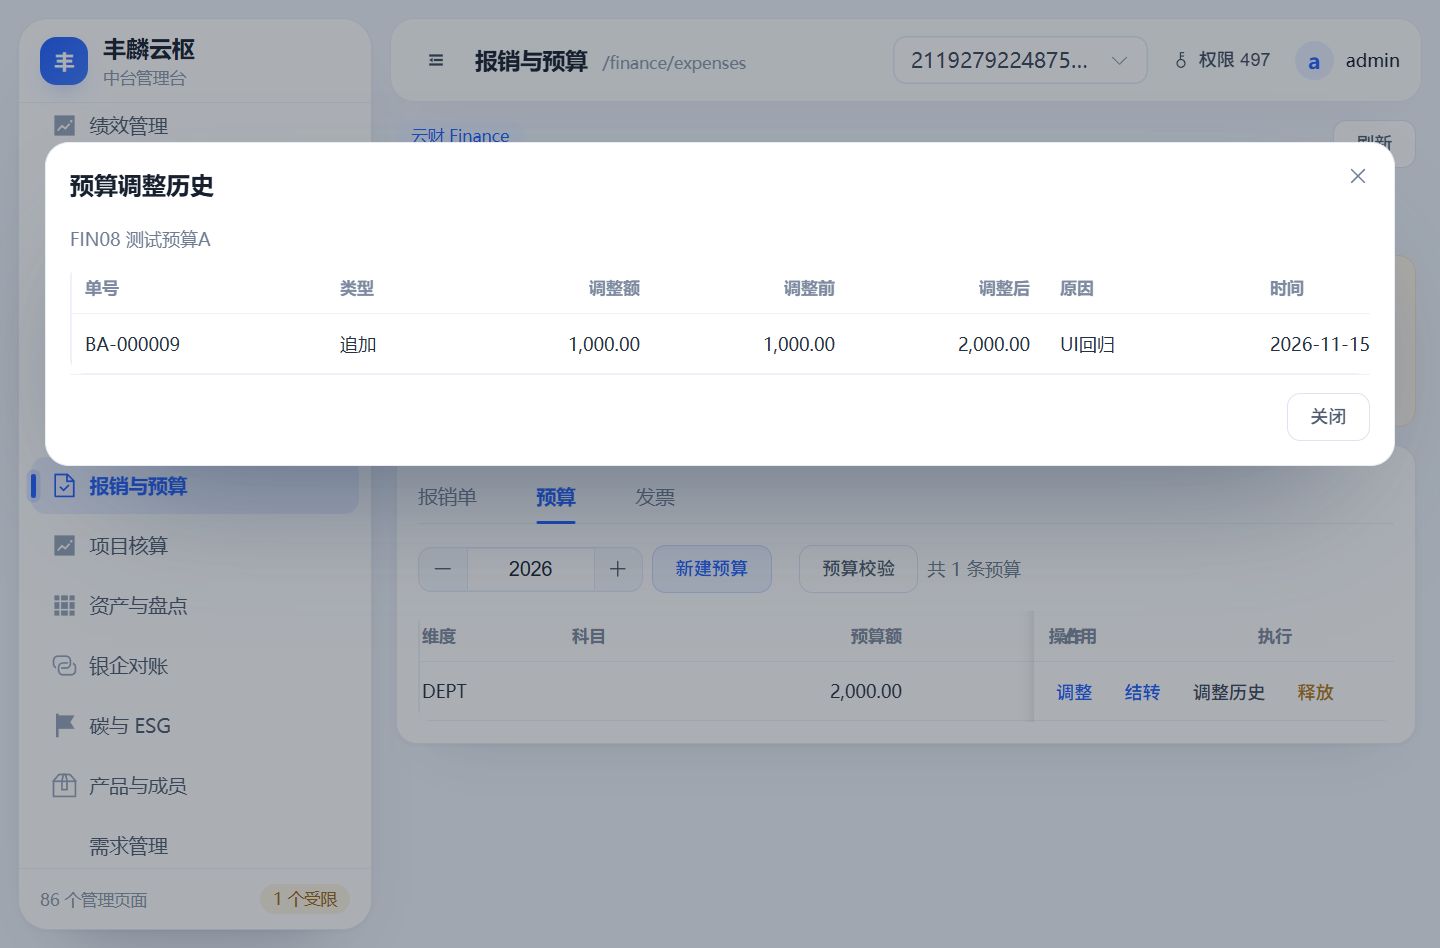 丰
丰麟云枢
中台管理台
报销与预算
/finance/expenses
2119279224875...
权限 497
a
admin
绩效管理
云财 Finance
刷新
预算调整历史
FIN08 测试预算A
单号 类型 调整额 调整前 调整后 原因 时间
BA-000009 追加 1,000.00 1,000.00 2,000.00 UI回归 2026-11-15
关闭
报销与预算
项目核算
资产与盘点
银企对账
碳与 ESG
产品与成员
需求管理
86 个管理页面
1 个受限
报销单 预算 发票
2026 新建预算 预算校验 共 1 条预算
维度 科目 预算额 操作 执行
DEPT 2,000.00 调整 结转 调整历史 释放